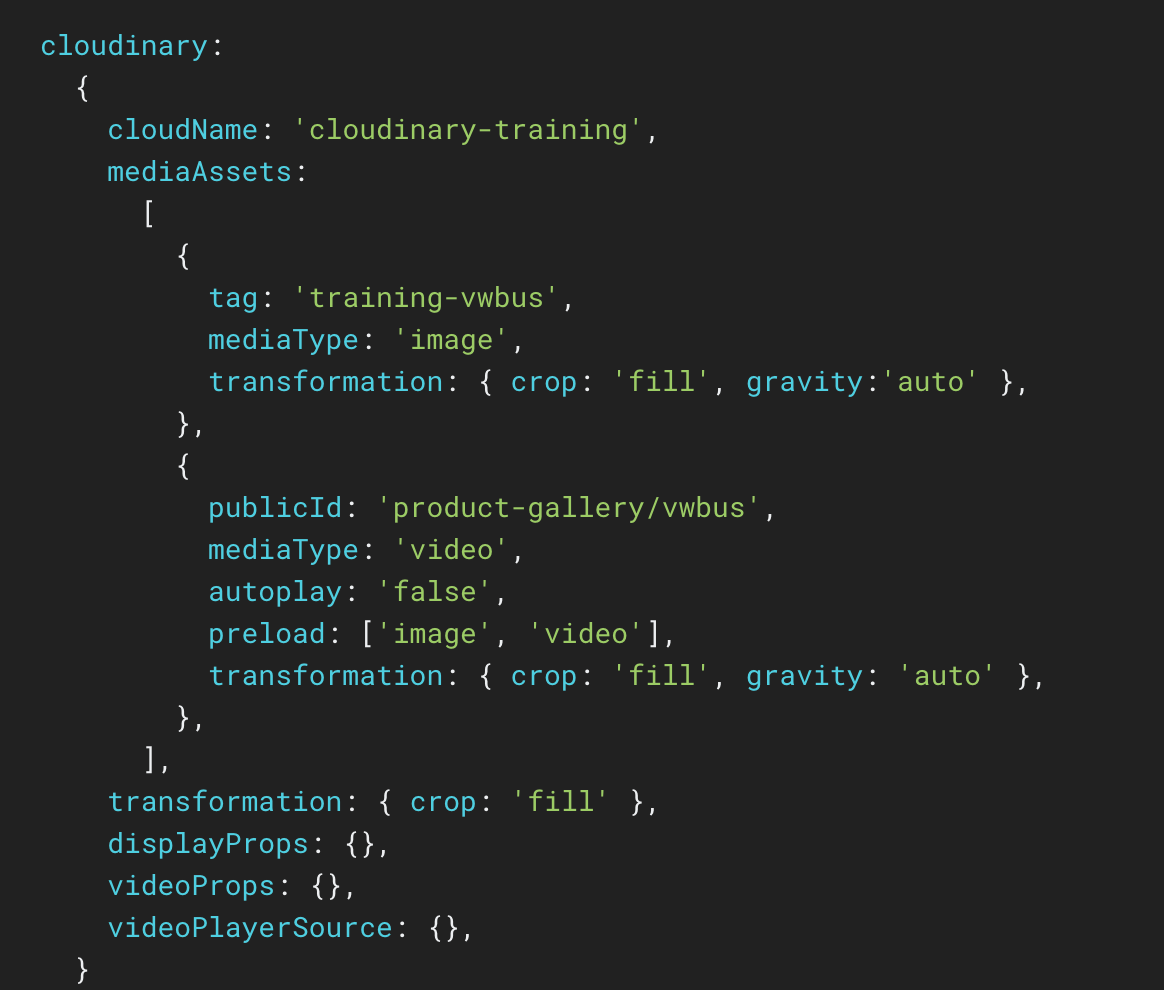 cloudinary:
{
cloudName: 'cloudinary-training',
mediaAssets:
[
{
tag: 'training-vwbus',
mediaType: 'image',
transformation: { crop: 'fill', gravity:'auto' },
},
{
publicId: 'product-gallery/vwbus',
mediaType: 'video',
autoplay: 'false',
preload: ['image', 'video'],
transformation: { crop: 'fill', gravity: 'auto' },
},
],
transformation: { crop: 'fill' },
displayProps: {},
videoProps: {},
videoPlayerSource: {},
}